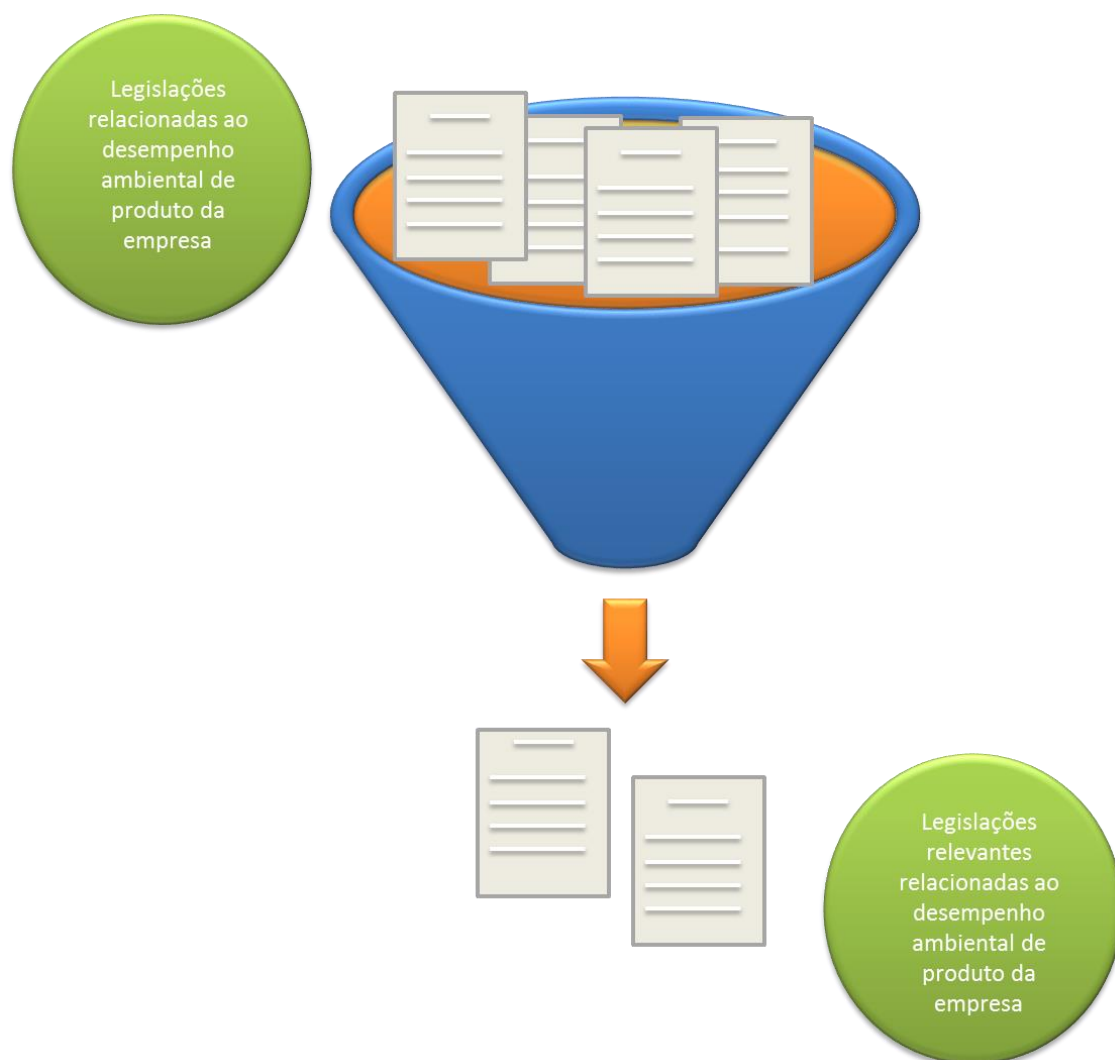 Legislações
relacionadas ao
desempenho
ambiental de
produto da
empresa
Legislações
relevantes
relacionadas ao
desempenho
ambiental de
produto da
empresa